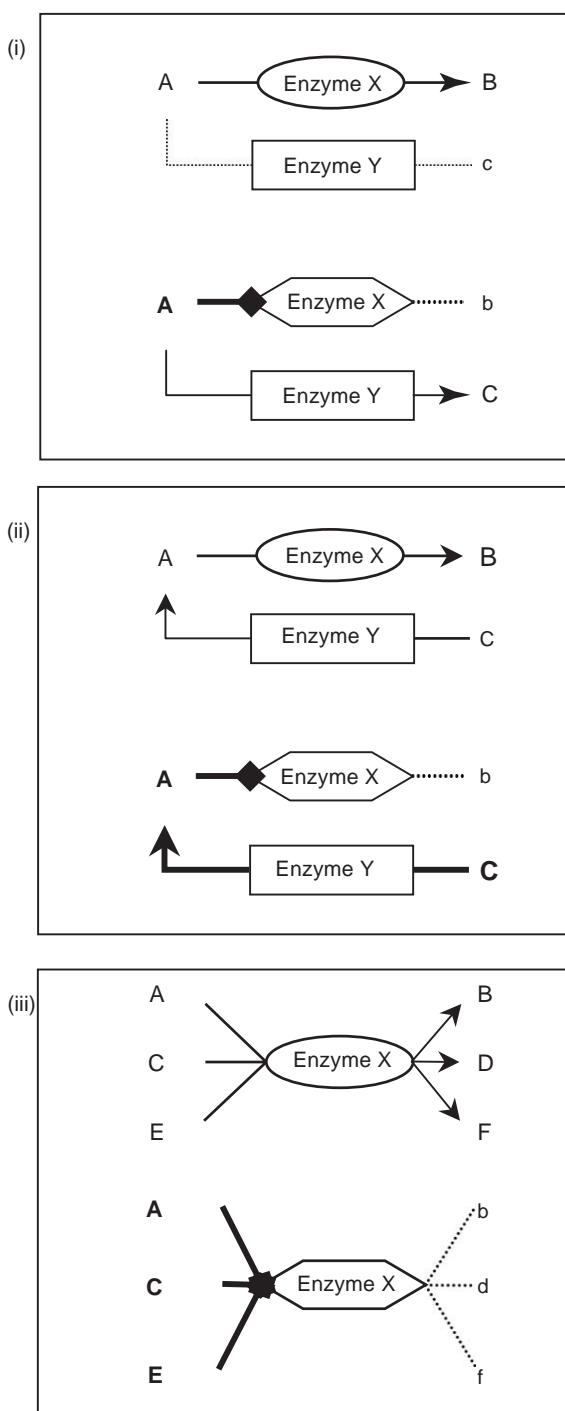 (i)
A Enzyme X B
Enzyme Y c
A Enzyme X b
Enzyme Y C
(ii)
A Enzyme X B
Enzyme Y C
A Enzyme X b
Enzyme Y C
(iii)
A B
C Enzyme X D
E F
A b
C Enzyme X d
E f